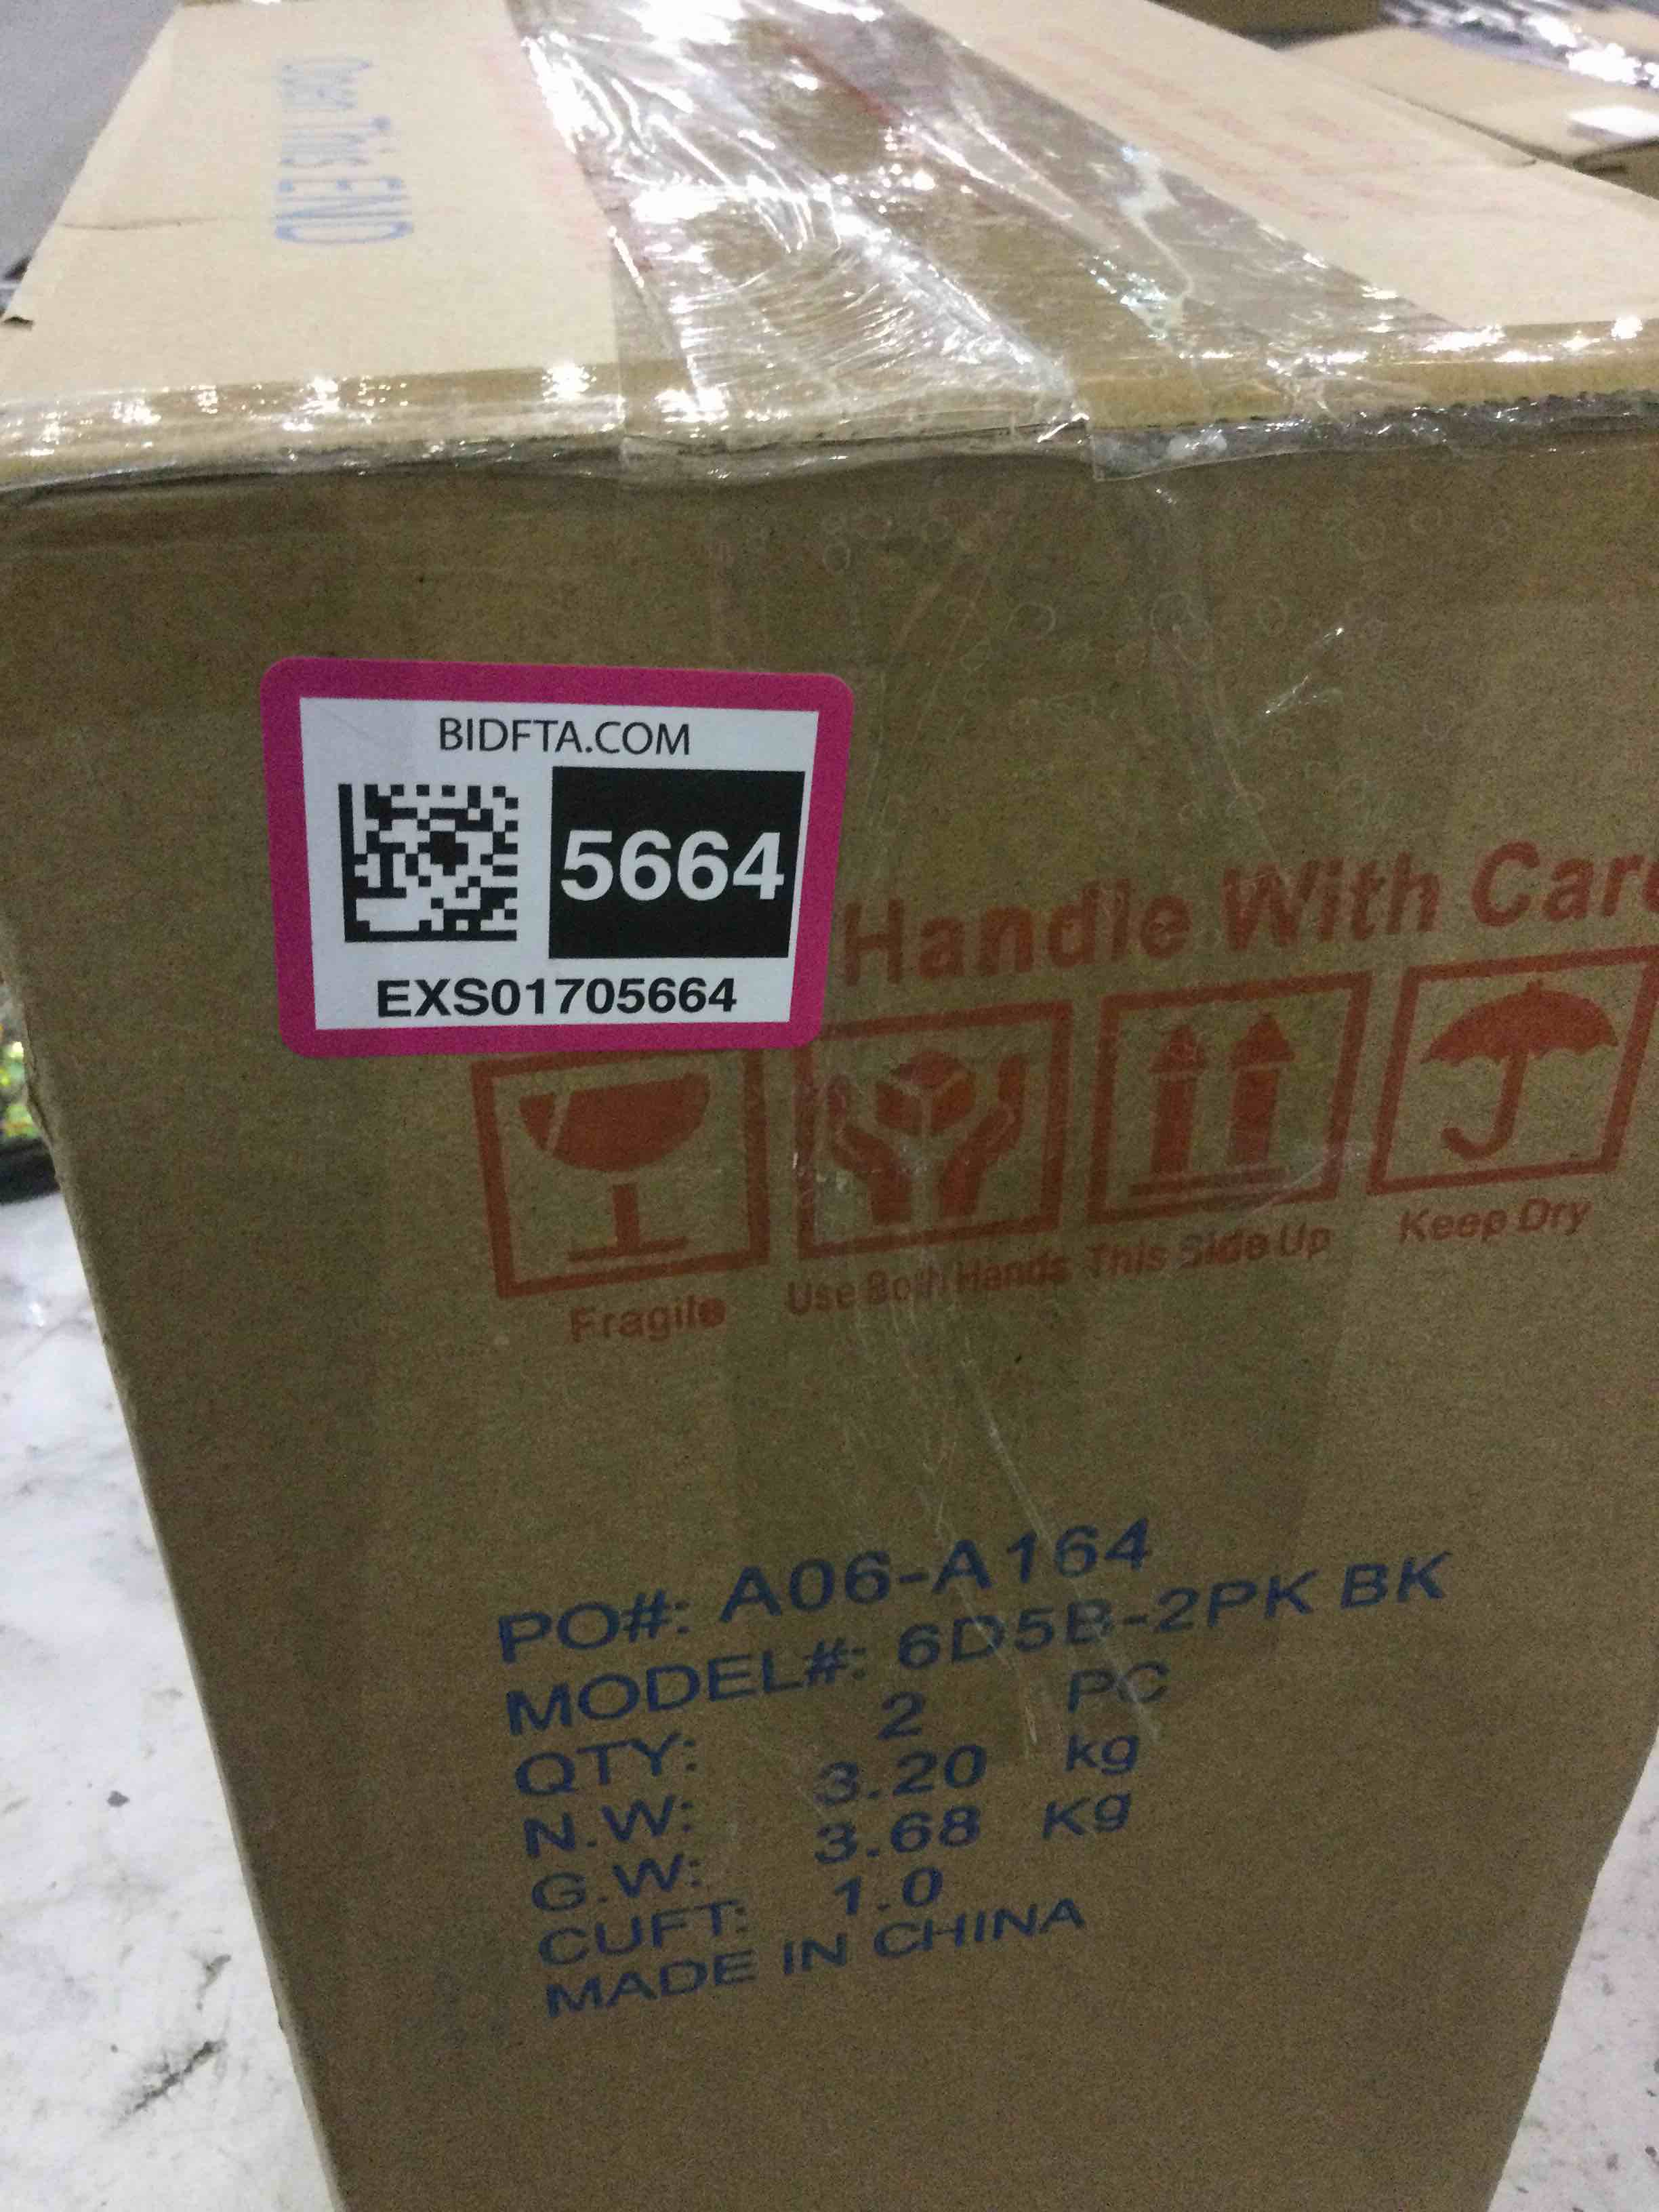 Open This END
BIDFTA.COM
5664
EXS01705664
Handle With Care
Fragile
Use Both Hands
This Side Up
Keep Dry
PO#: A06-A164
MODEL#: 6D5B-2PK BK
QTY: 2 PC
N.W: 3.20 kg
G.W: 3.68 Kg
CUFT: 1.0
MADE IN CHINA